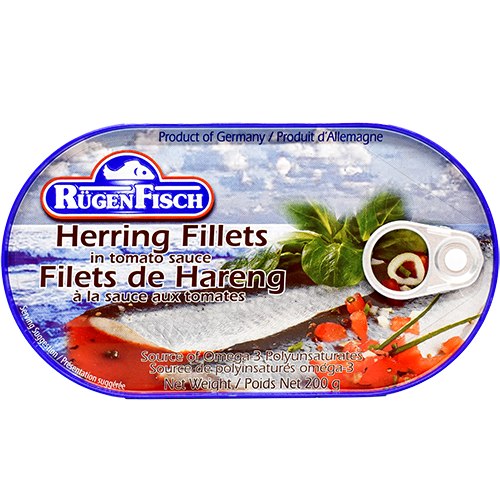 Product of Germany / Produit d'Allemagne
RÜGENFISCH
Herring Fillets
in tomato sauce
Filets de Hareng
à la sauce aux tomates
Source of Omega-3 Polyunsaturates
Source de polyinsaturés oméga-3
Net Weight / Poids Net 200 g
Serving Suggestion / Présentation suggérée